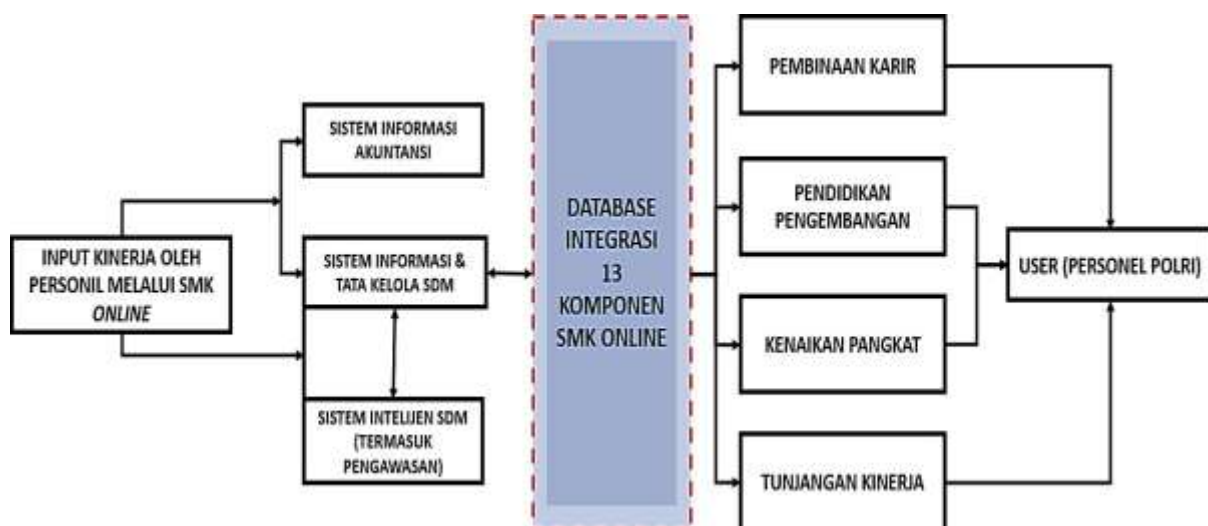 INPUT KINERJA OLEH
PERSONIL MELALUI SMK
ONLINE
SISTEM INFORMASI
AKUNTANSI
SISTEM INFORMASI &
TATA KELOLA SDM
SISTEM INTELIJEN SDM
(TERMASUK
PENGAWASAN)
DATABASE
INTEGRASI
13
KOMPONEN
SMK ONLINE
PEMBINAAN KARIR
PENDIDIKAN
PENGEMBANGAN
KENAIKAN PANGKAT
TUNJANGAN KINERJA
USER (PERSONEL POLRI)